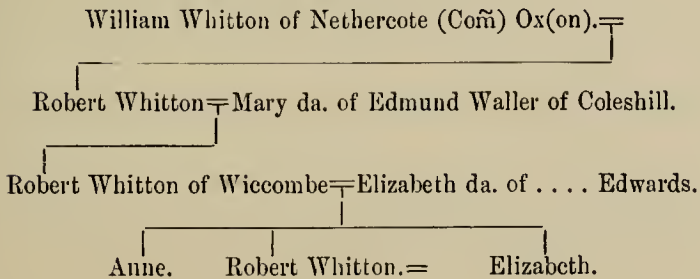 William Whitton of Nethercote (Com̃) Ox(on).=
Robert Whitton=Mary da. of Edmund Waller of Coleshill.
Robert Whitton of Wiccombe=Elizabeth da. of . . . . Edwards.
Anne. Robert Whitton.= Elizabeth.